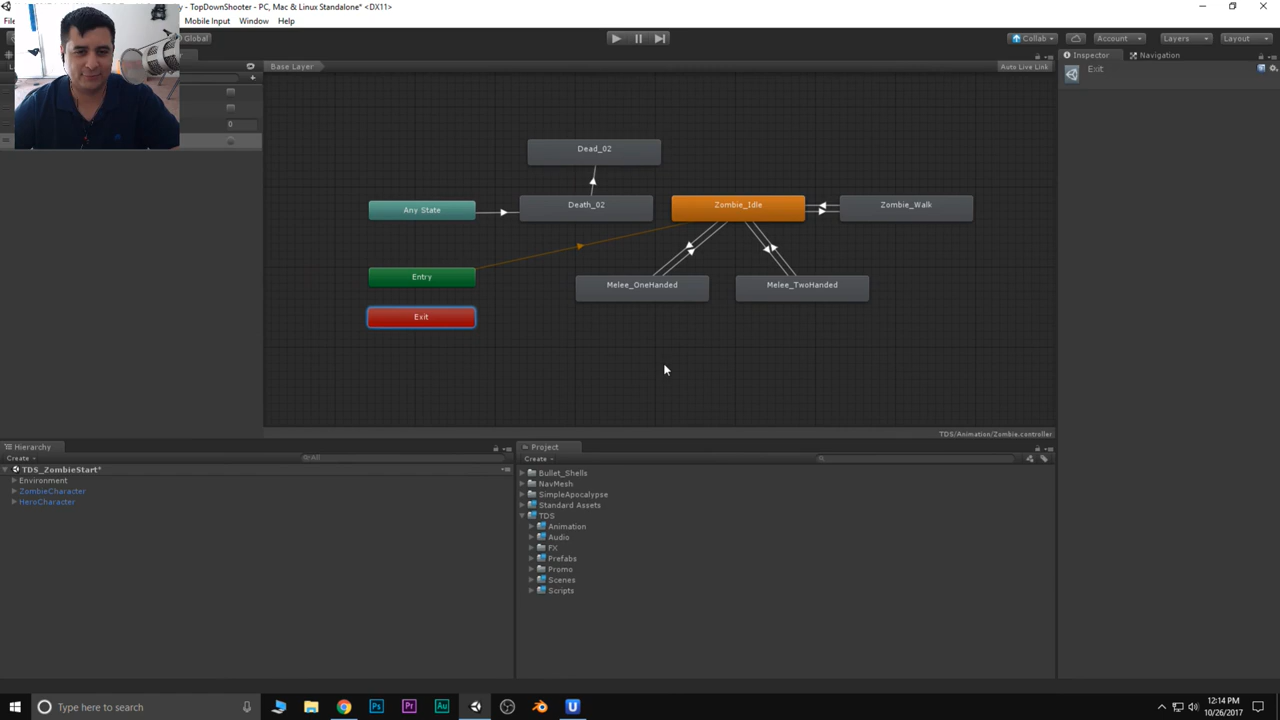 y - TopDownShooter - PC, Mac & Linux Standalone* <DX11>
Mobile Input Window Help
Global
Collab Account Layers Layout
Base Layer
Auto Live Link
Inspector Navigation
Exit
0
Dead_02
Any State
Death_02
Zombie_Idle
Zombie_Walk
Entry
Melee_OneHanded
Melee_TwoHanded
Exit
TDS/Animation/Zombie.controller
Hierarchy
Create
All
TDS_ZombieStart*
Environment
ZombieCharacter
HeroCharacter
Project
Create
Bullet_Shells
NavMesh
SimpleApocalypse
Standard Assets
TDS
Animation
Audio
FX
Prefabs
Promo
Scenes
Scripts
Type here to search
Ps
Pr
Au
U
12:14 PM
10/26/2017